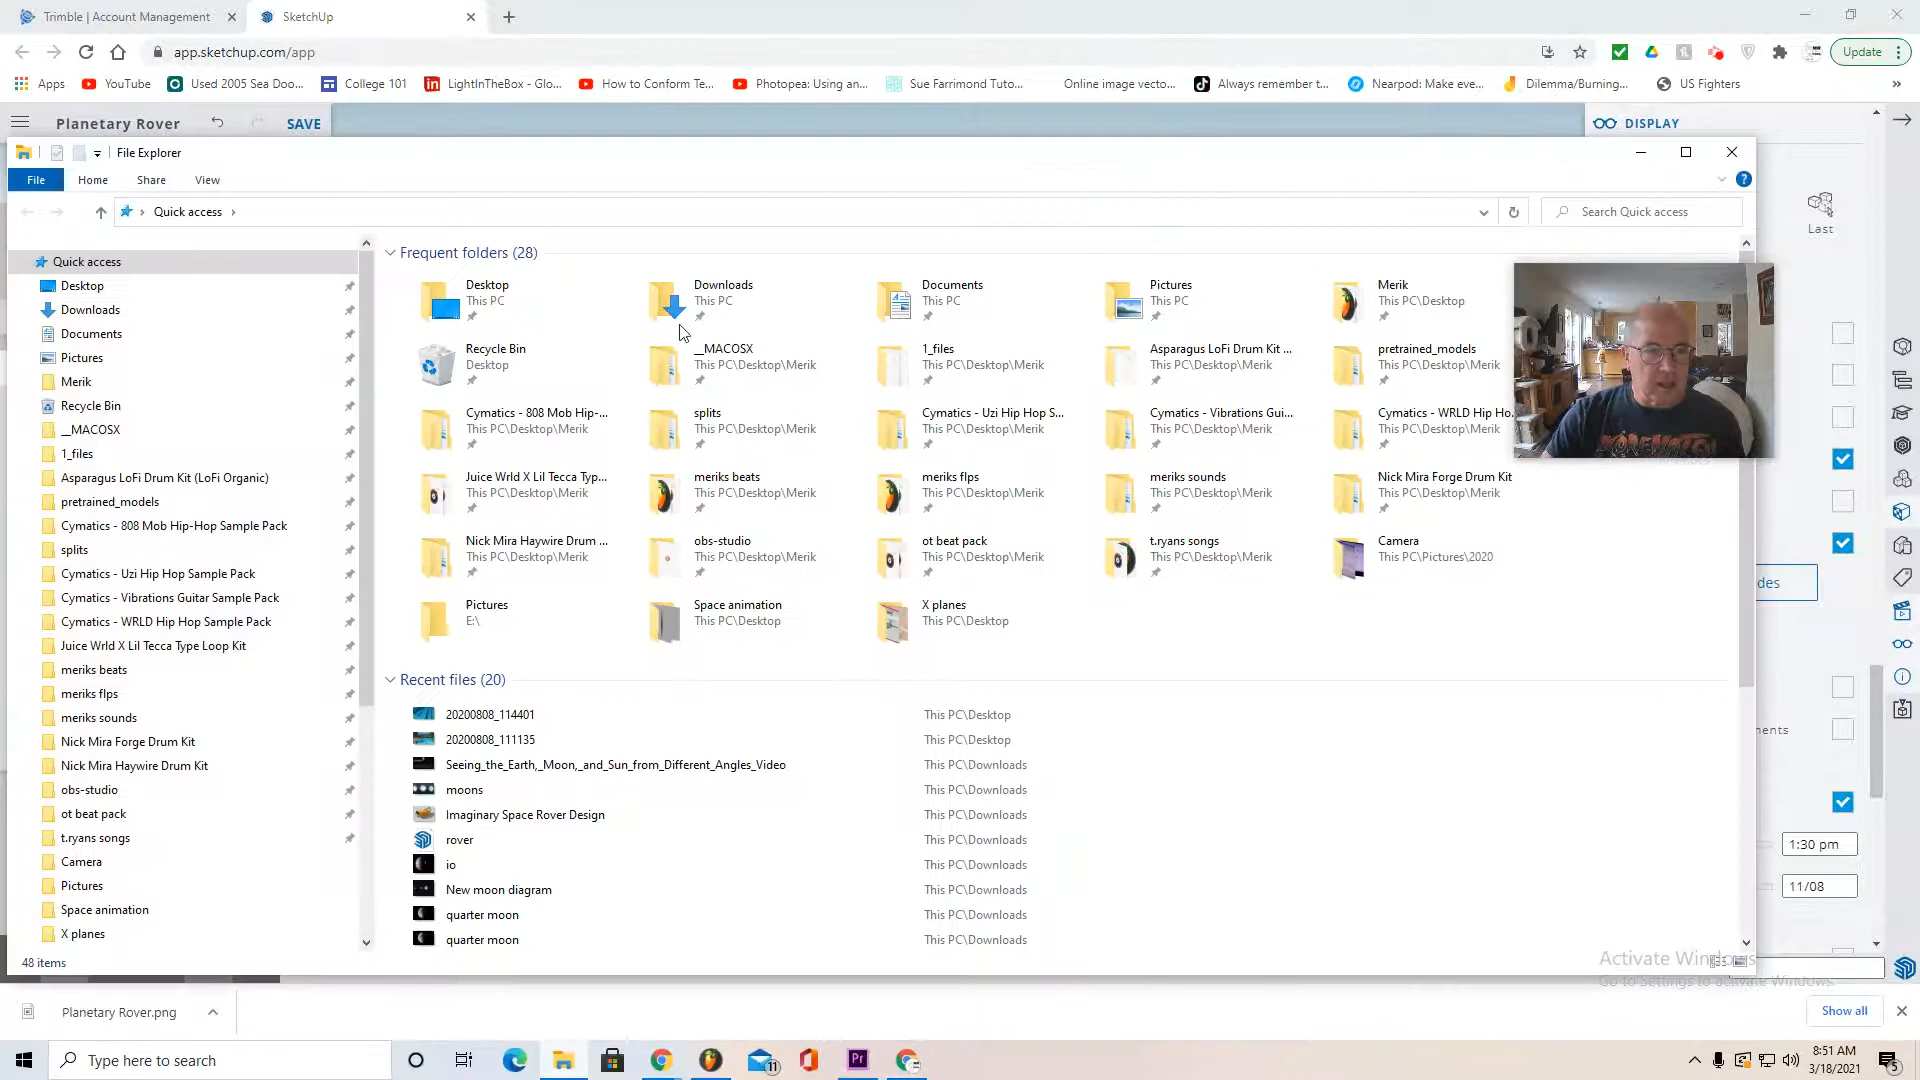 Trimble | Account Management
SketchUp
app.sketchup.com/app
Update
Apps
YouTube
Used 2005 Sea Doo...
College 101
LightInTheBox - Glo...
How to Conform Te...
Photopea: Using an...
Sue Farrimond Tuto...
Online image vecto...
Always remember t...
Nearpod: Make eve...
Dilemma/Burning...
US Fighters
Planetary Rover
SAVE
DISPLAY
File Explorer
File
Home
Share
View
Quick access
Search Quick access
Last
Quick access
Desktop
Downloads
Documents
Pictures
Merik
Recycle Bin
__MACOSX
1_files
Asparagus LoFi Drum Kit (LoFi Organic)
pretrained_models
Cymatics - 808 Mob Hip-Hop Sample Pack
splits
Cymatics - Uzi Hip Hop Sample Pack
Cymatics - Vibrations Guitar Sample Pack
Cymatics - WRLD Hip Hop Sample Pack
Juice Wrld X Lil Tecca Type Loop Kit
meriks beats
meriks flps
meriks sounds
Nick Mira Forge Drum Kit
Nick Mira Haywire Drum Kit
obs-studio
ot beat pack
t.ryans songs
Camera
Pictures
Space animation
X planes
48 items
Frequent folders (28)
Desktop
This PC
Downloads
This PC
Documents
This PC
Pictures
This PC
Merik
This PC\Desktop
Recycle Bin
Desktop
__MACOSX
This PC\Desktop\Merik
1_files
This PC\Desktop\Merik
Asparagus LoFi Drum Kit ...
This PC\Desktop\Merik
pretrained_models
This PC\Desktop\Merik
Cymatics - 808 Mob Hip-...
This PC\Desktop\Merik
splits
This PC\Desktop\Merik
Cymatics - Uzi Hip Hop S...
This PC\Desktop\Merik
Cymatics - Vibrations Gui...
This PC\Desktop\Merik
Cymatics - WRLD Hip Ho...
This PC\Desktop\Merik
Juice Wrld X Lil Tecca Typ...
This PC\Desktop\Merik
meriks beats
This PC\Desktop\Merik
meriks flps
This PC\Desktop\Merik
meriks sounds
This PC\Desktop\Merik
Nick Mira Forge Drum Kit
This PC\Desktop\Merik
Nick Mira Haywire Drum ...
This PC\Desktop\Merik
obs-studio
This PC\Desktop\Merik
ot beat pack
This PC\Desktop\Merik
t.ryans songs
This PC\Desktop\Merik
Camera
This PC\Pictures\2020
Pictures
E:\
Space animation
This PC\Desktop
X planes
This PC\Desktop
Recent files (20)
20200808_114401 This PC\Desktop
20200808_111135 This PC\Desktop
Seeing_the_Earth,_Moon,_and_Sun_from_Different_Angles_Video This PC\Downloads
moons This PC\Downloads
Imaginary Space Rover Design This PC\Downloads
rover This PC\Downloads
io This PC\Downloads
New moon diagram This PC\Downloads
quarter moon This PC\Downloads
quarter moon This PC\Downloads
des
ments
1:30 pm
11/08
Activate Windows
Go to Settings to activate Windows.
Planetary Rover.png
Show all
Type here to search
11
Pr
8:51 AM
3/18/2021
5